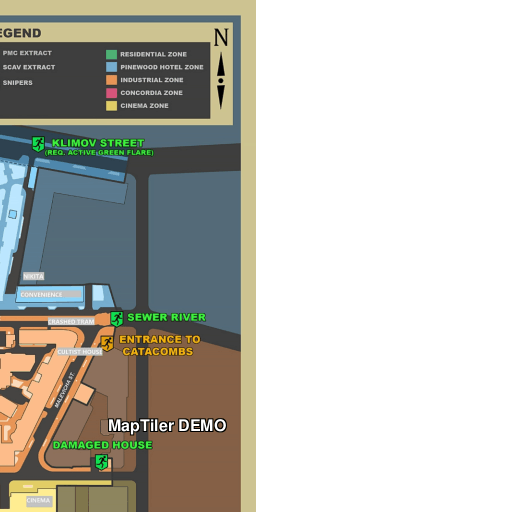 EGEND
N
PMC EXTRACT
SCAV EXTRACT
SNIPERS
RESIDENTIAL ZONE
PINEWOOD HOTEL ZONE
INDUSTRIAL ZONE
CONCORDIA ZONE
CINEMA ZONE
KLIMOV STREET
(REQ. ACTIVE GREEN FLARE)
NIKITA
CONVENIENCE
SEWER RIVER
CRASHED TRAM
ENTRANCE TO
CATACOMBS
CULTIST HOUSE
MALEVICHA ST.
MapTiler DEMO
DAMAGED HOUSE
CINEMA